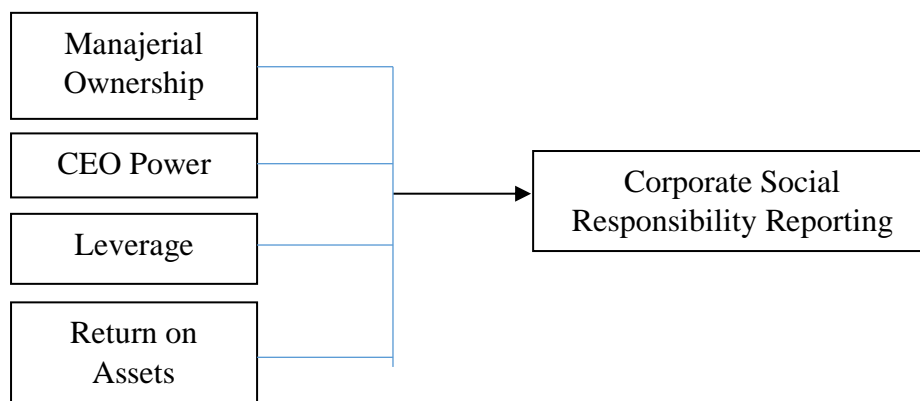 Manajerial
Ownership
CEO Power
Leverage
Return on
Assets
Corporate Social
Responsibility Reporting